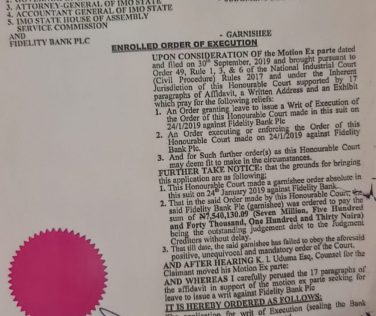 3. ATTORNEY-GENERAL OF IMO STATE
4. ACCOUNTANT GENERAL OF IMO STATE
5. IMO STATE HOUSE OF ASSEMBLY
SERVICE COMMISSION
AND
FIDELITY BANK PLC
- GARNISHEE
ENROLLED ORDER OF EXECUTION
UPON CONSIDERATION OF the Motion Ex parte dated
and filed on 30th September, 2019 and brought pursuant to
Order 49, Rule 1, 3, & 6 of the National Industrial Court
(Civil Procedure) Rules 2017 and under the Inherent
Jurisdiction of this Honourable Court supported by 17
paragraphs of Affidavit, a Written Address and an Exhibit
which pray for the following reliefs:
1. An Order granting leave to issue a Writ of Execution of
the Order of this Honourable Court made in this suit on
24/1/2019 against Fidelity Bank Plc
2. An Order executing or enforcing the Order of this
Honourable Court made on 24/1/2019 against Fidelity
Bank Plc.
3. And for Such further order(s) as this Honourable Court
may deem fit to make in the circumstances.
FURTHER TAKE NOTICE: that the grounds for bringing
this application are as following:
1. This Honourable Court made a garnishee order absolute in
this suit on 24th January 2019 against Fidelity Bank.
2. That in the said Order made by this Honourable Court, the
said Fidelity Bank Plc (garnishee) was ordered to pay the
sum of N7,540,130.09 (Seven Million, Five Hundred
and Forty Thousand, One Hundred and Thirty Naira)
being the outstanding judgement debt to the Judgment
Creditors without delay.
3. That till date, the said garnishee has failed to obey the aforesaid
positive, unequivocal and mandatory order of the Court.
AND AFTER HEARING K. I. Uduma Esq, Counsel for the
Claimant moved his Motion Ex parte:
AND WHEREAS I carefully perused the 17 paragraphs of
the affidavit in support of the motion ex parte seeking for
leave to issue a writ against Fidelity Bank Plc
IT IS HEREBY ORDERED AS FOLLOWS:
application for writ of Execution (sealing the Bank